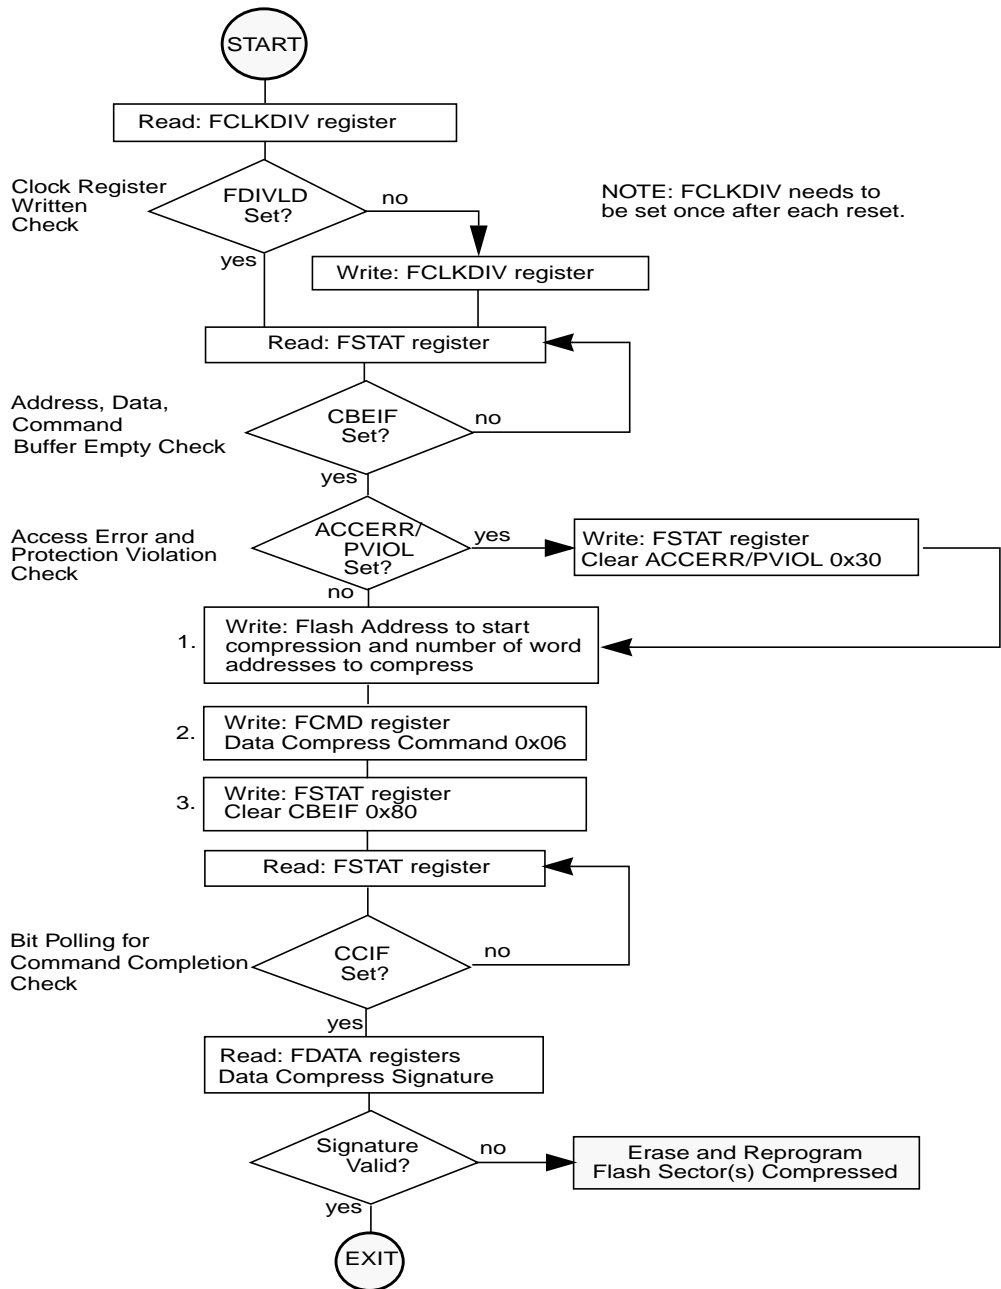 START
Read: FCLKDIV register
Clock Register
Written
Check
FDIVLD
Set?
no
NOTE: FCLKDIV needs to
be set once after each reset.
yes
Write: FCLKDIV register
Read: FSTAT register
Address, Data,
Command
Buffer Empty Check
CBEIF
Set?
no
yes
Access Error and
Protection Violation
Check
ACCERR/
PVIOL
Set?
yes
Write: FSTAT register
Clear ACCERR/PVIOL 0x30
no
1.
Write: Flash Address to start
compression and number of word
addresses to compress
2.
Write: FCMD register
Data Compress Command 0x06
3.
Write: FSTAT register
Clear CBEIF 0x80
Read: FSTAT register
Bit Polling for
Command Completion
Check
CCIF
Set?
no
yes
Read: FDATA registers
Data Compress Signature
Signature
Valid?
no
Erase and Reprogram
Flash Sector(s) Compressed
yes
EXIT